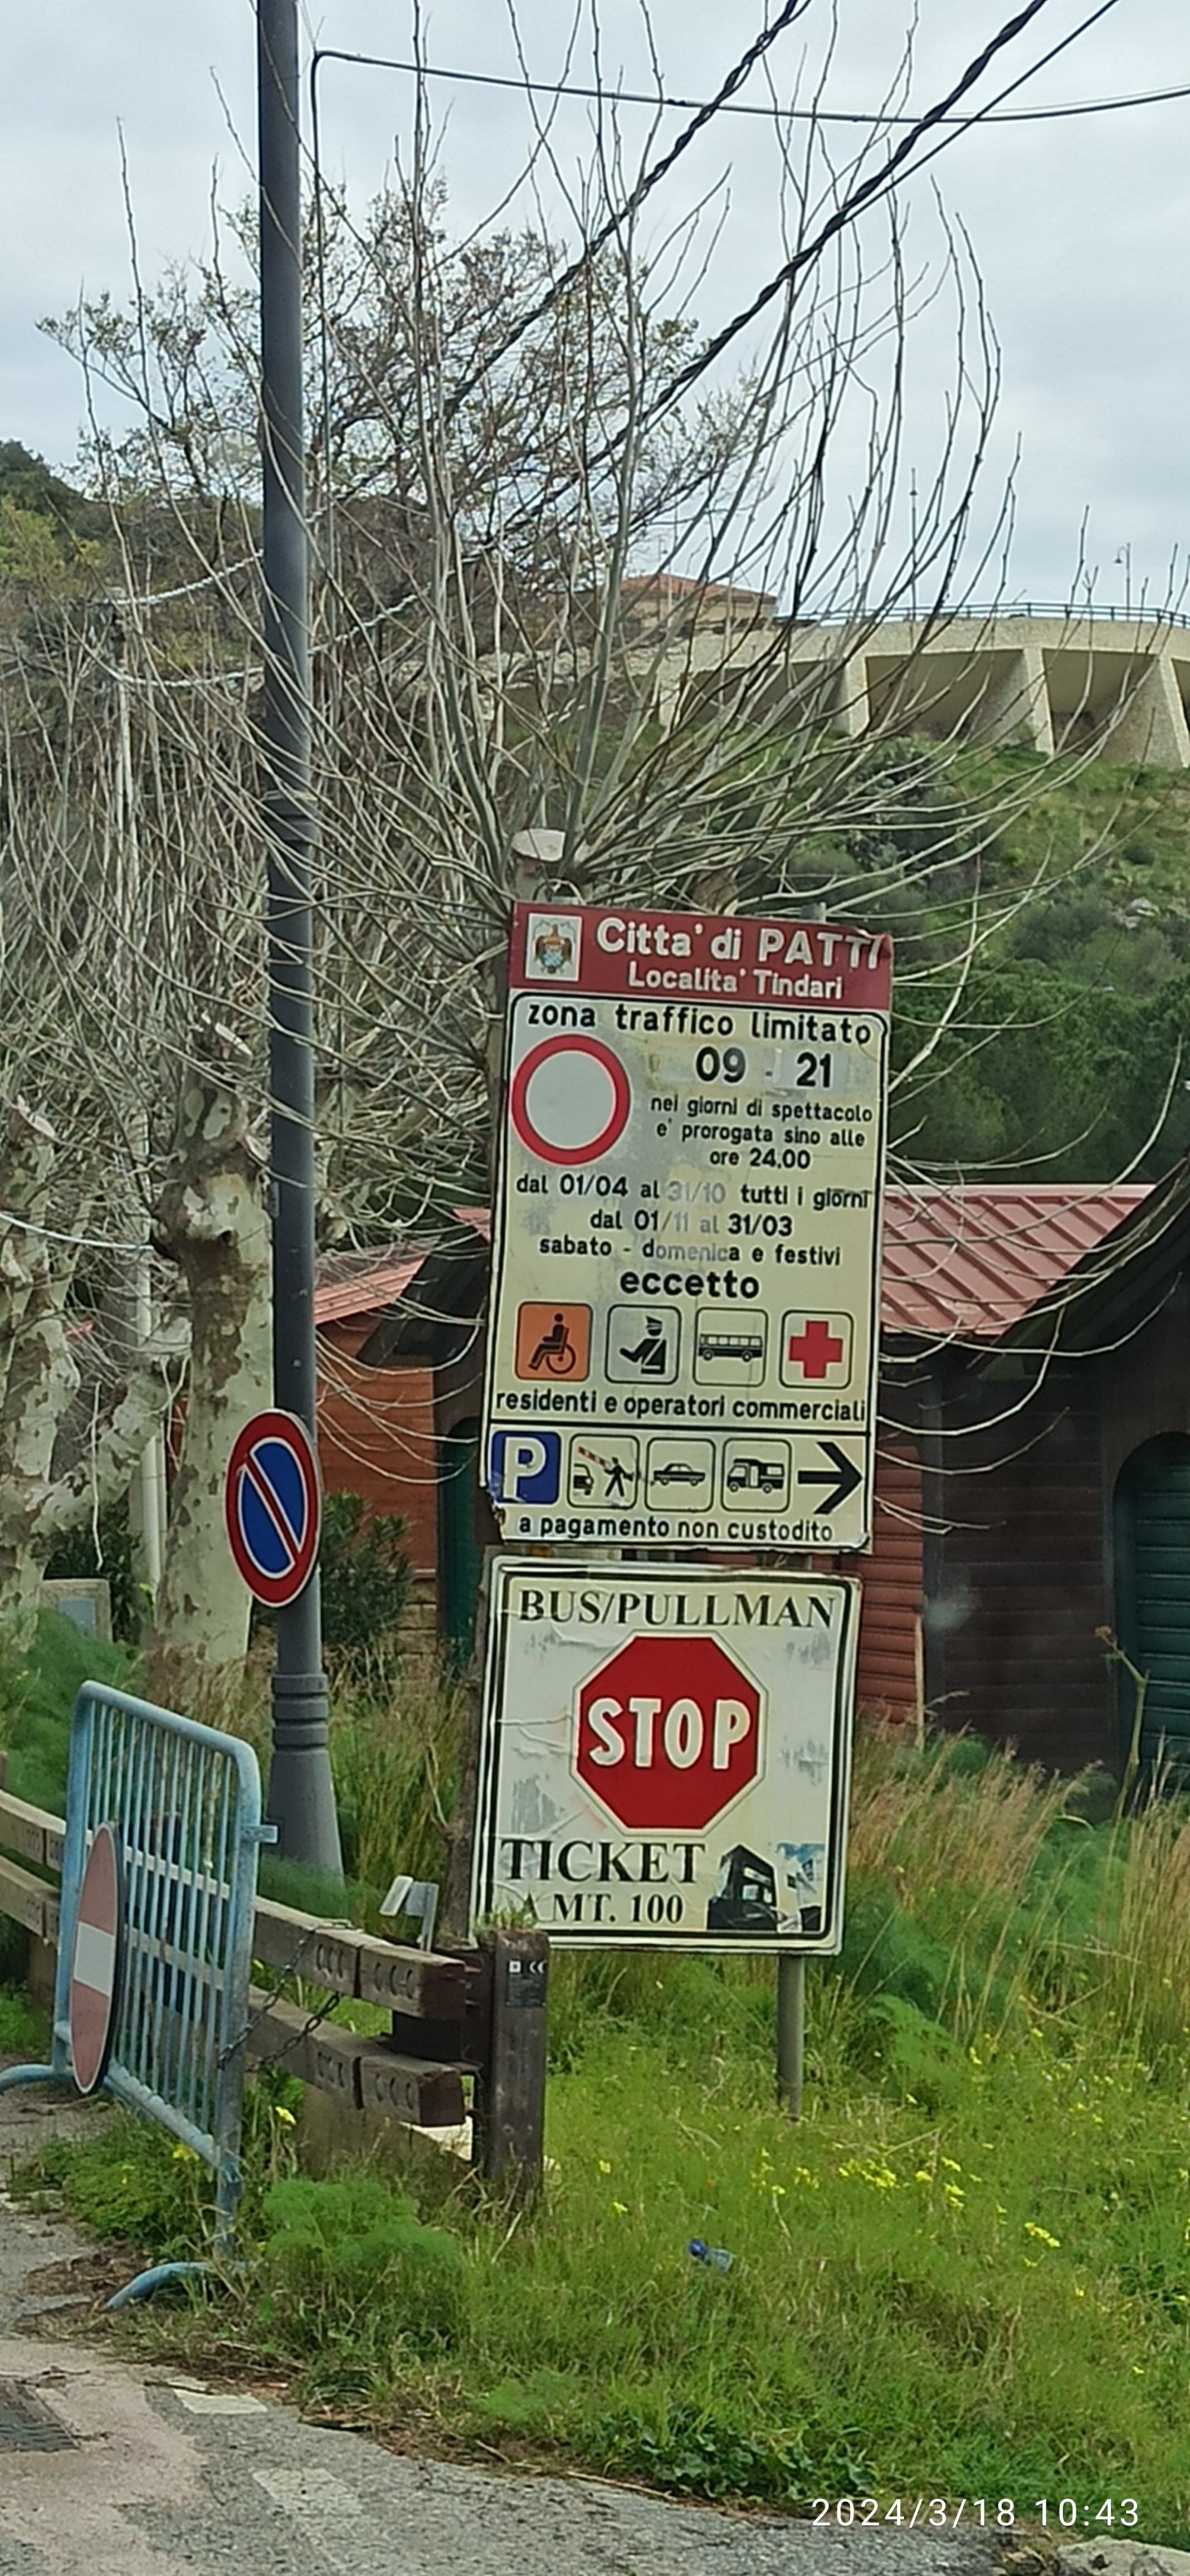 Citta' di PATTI
Localita' Tindari
zona traffico limitato
09 - 21
nei giorni di spettacolo
e' prorogata sino alle
ore 24.00
dal 01/04 al 31/10 tutti i giorni
dal 01/11 al 31/03
sabato - domenica e festivi
eccetto
residenti e operatori commerciali
P
a pagamento non custodito
BUS/PULLMAN
STOP
TICKET
A MT. 100
CE
2024/3/18 10:43